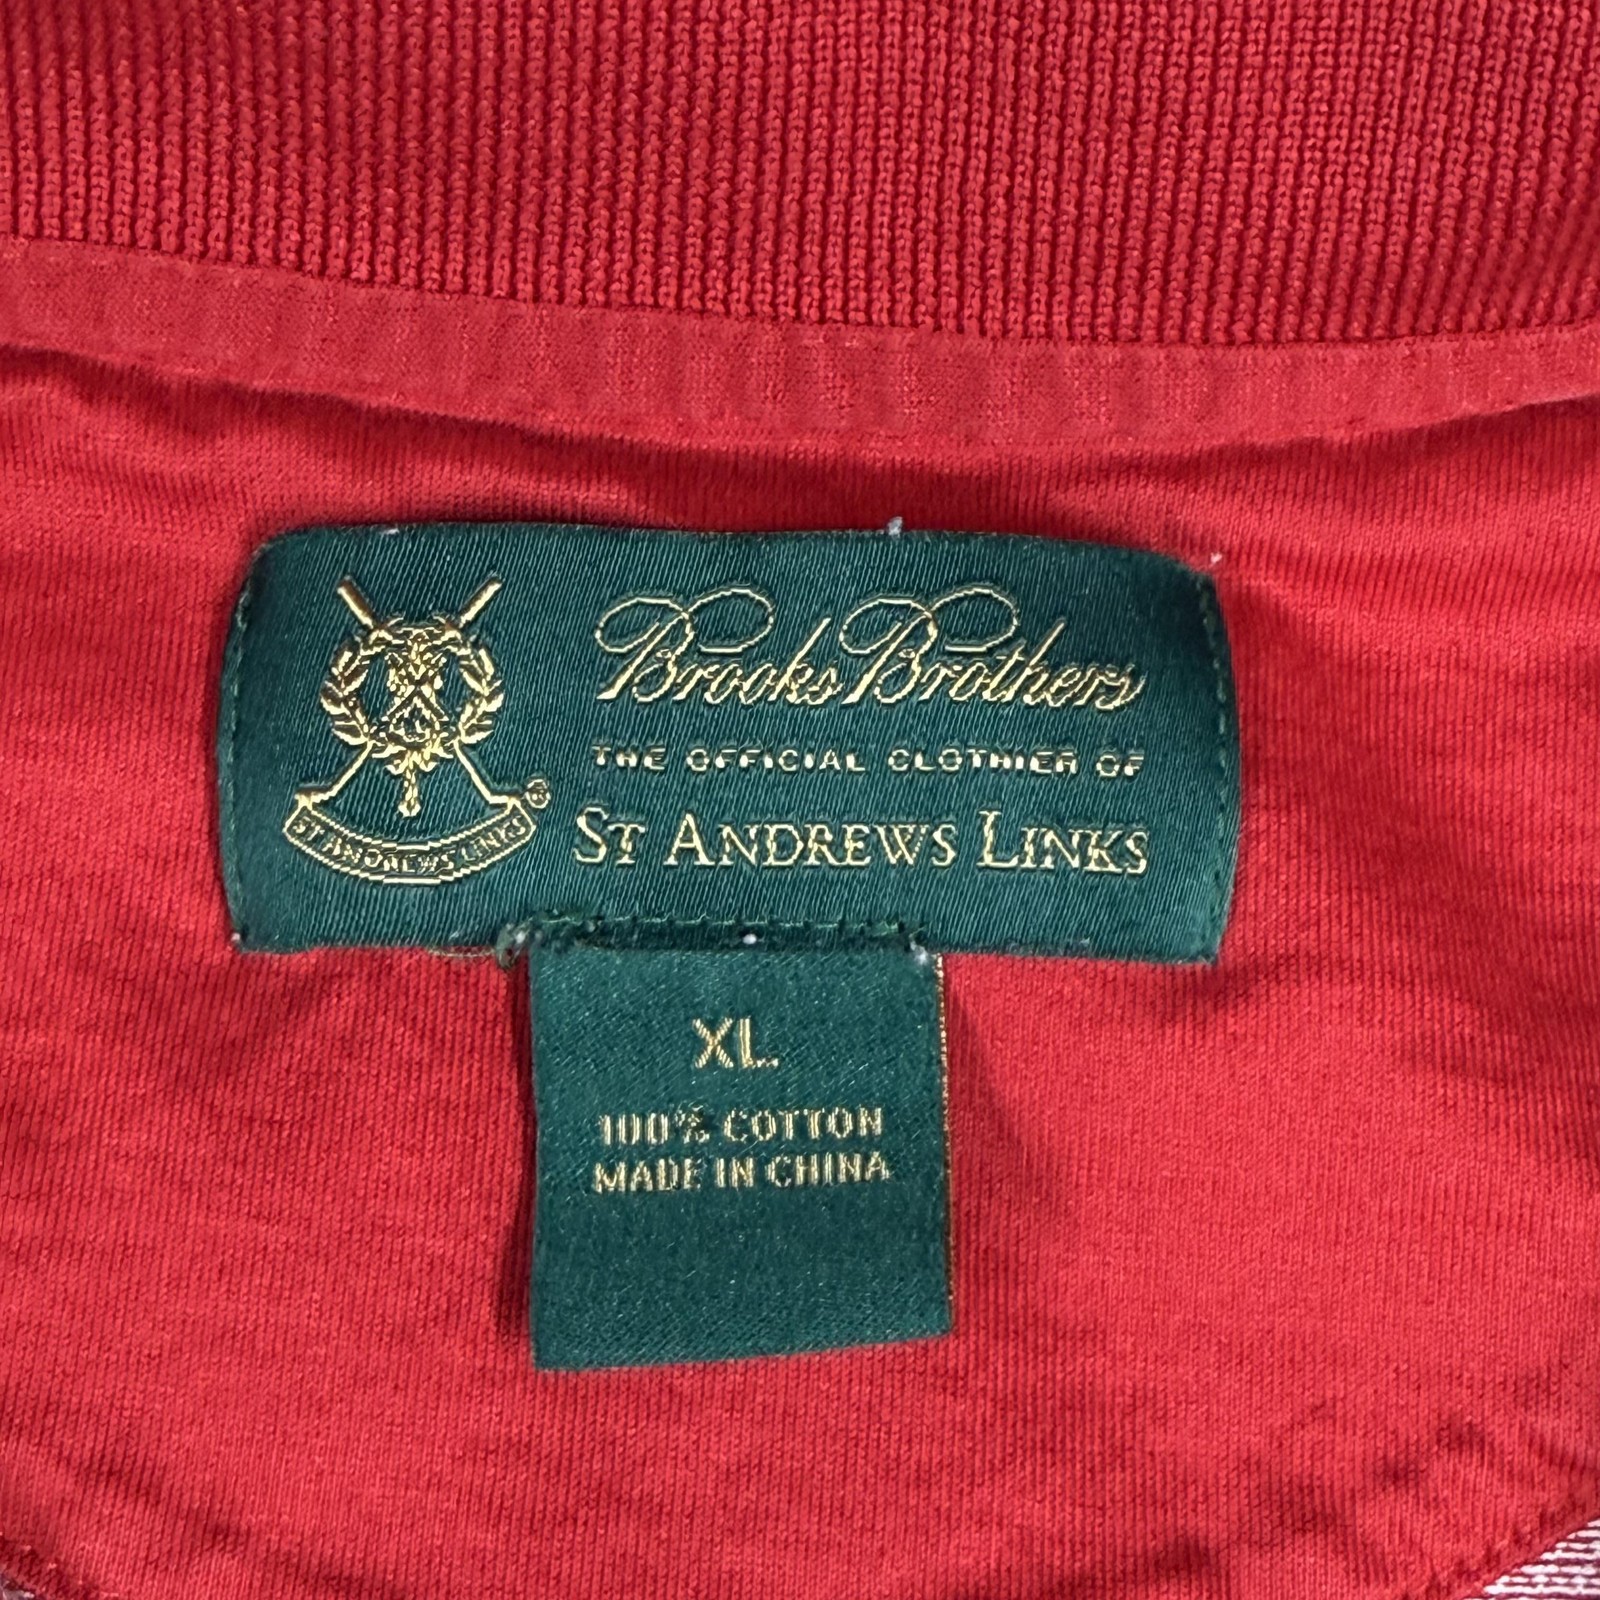 Brooks Brothers
THE OFFICIAL CLOTHIER OF
ST ANDREWS LINKS
ST ANDREWS LINKS
®
XL
100% COTTON
MADE IN CHINA